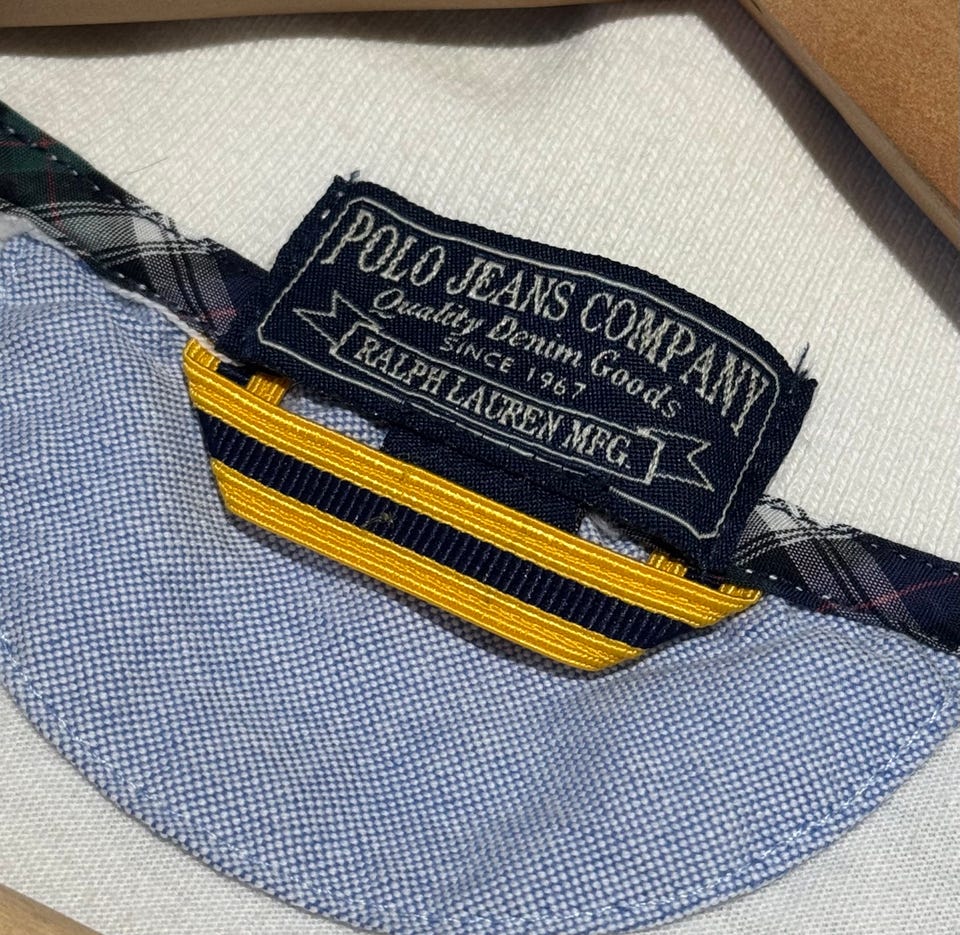 POLO JEANS COMPANY
Quality Denim Goods
SINCE 1967
RALPH LAUREN MFG.